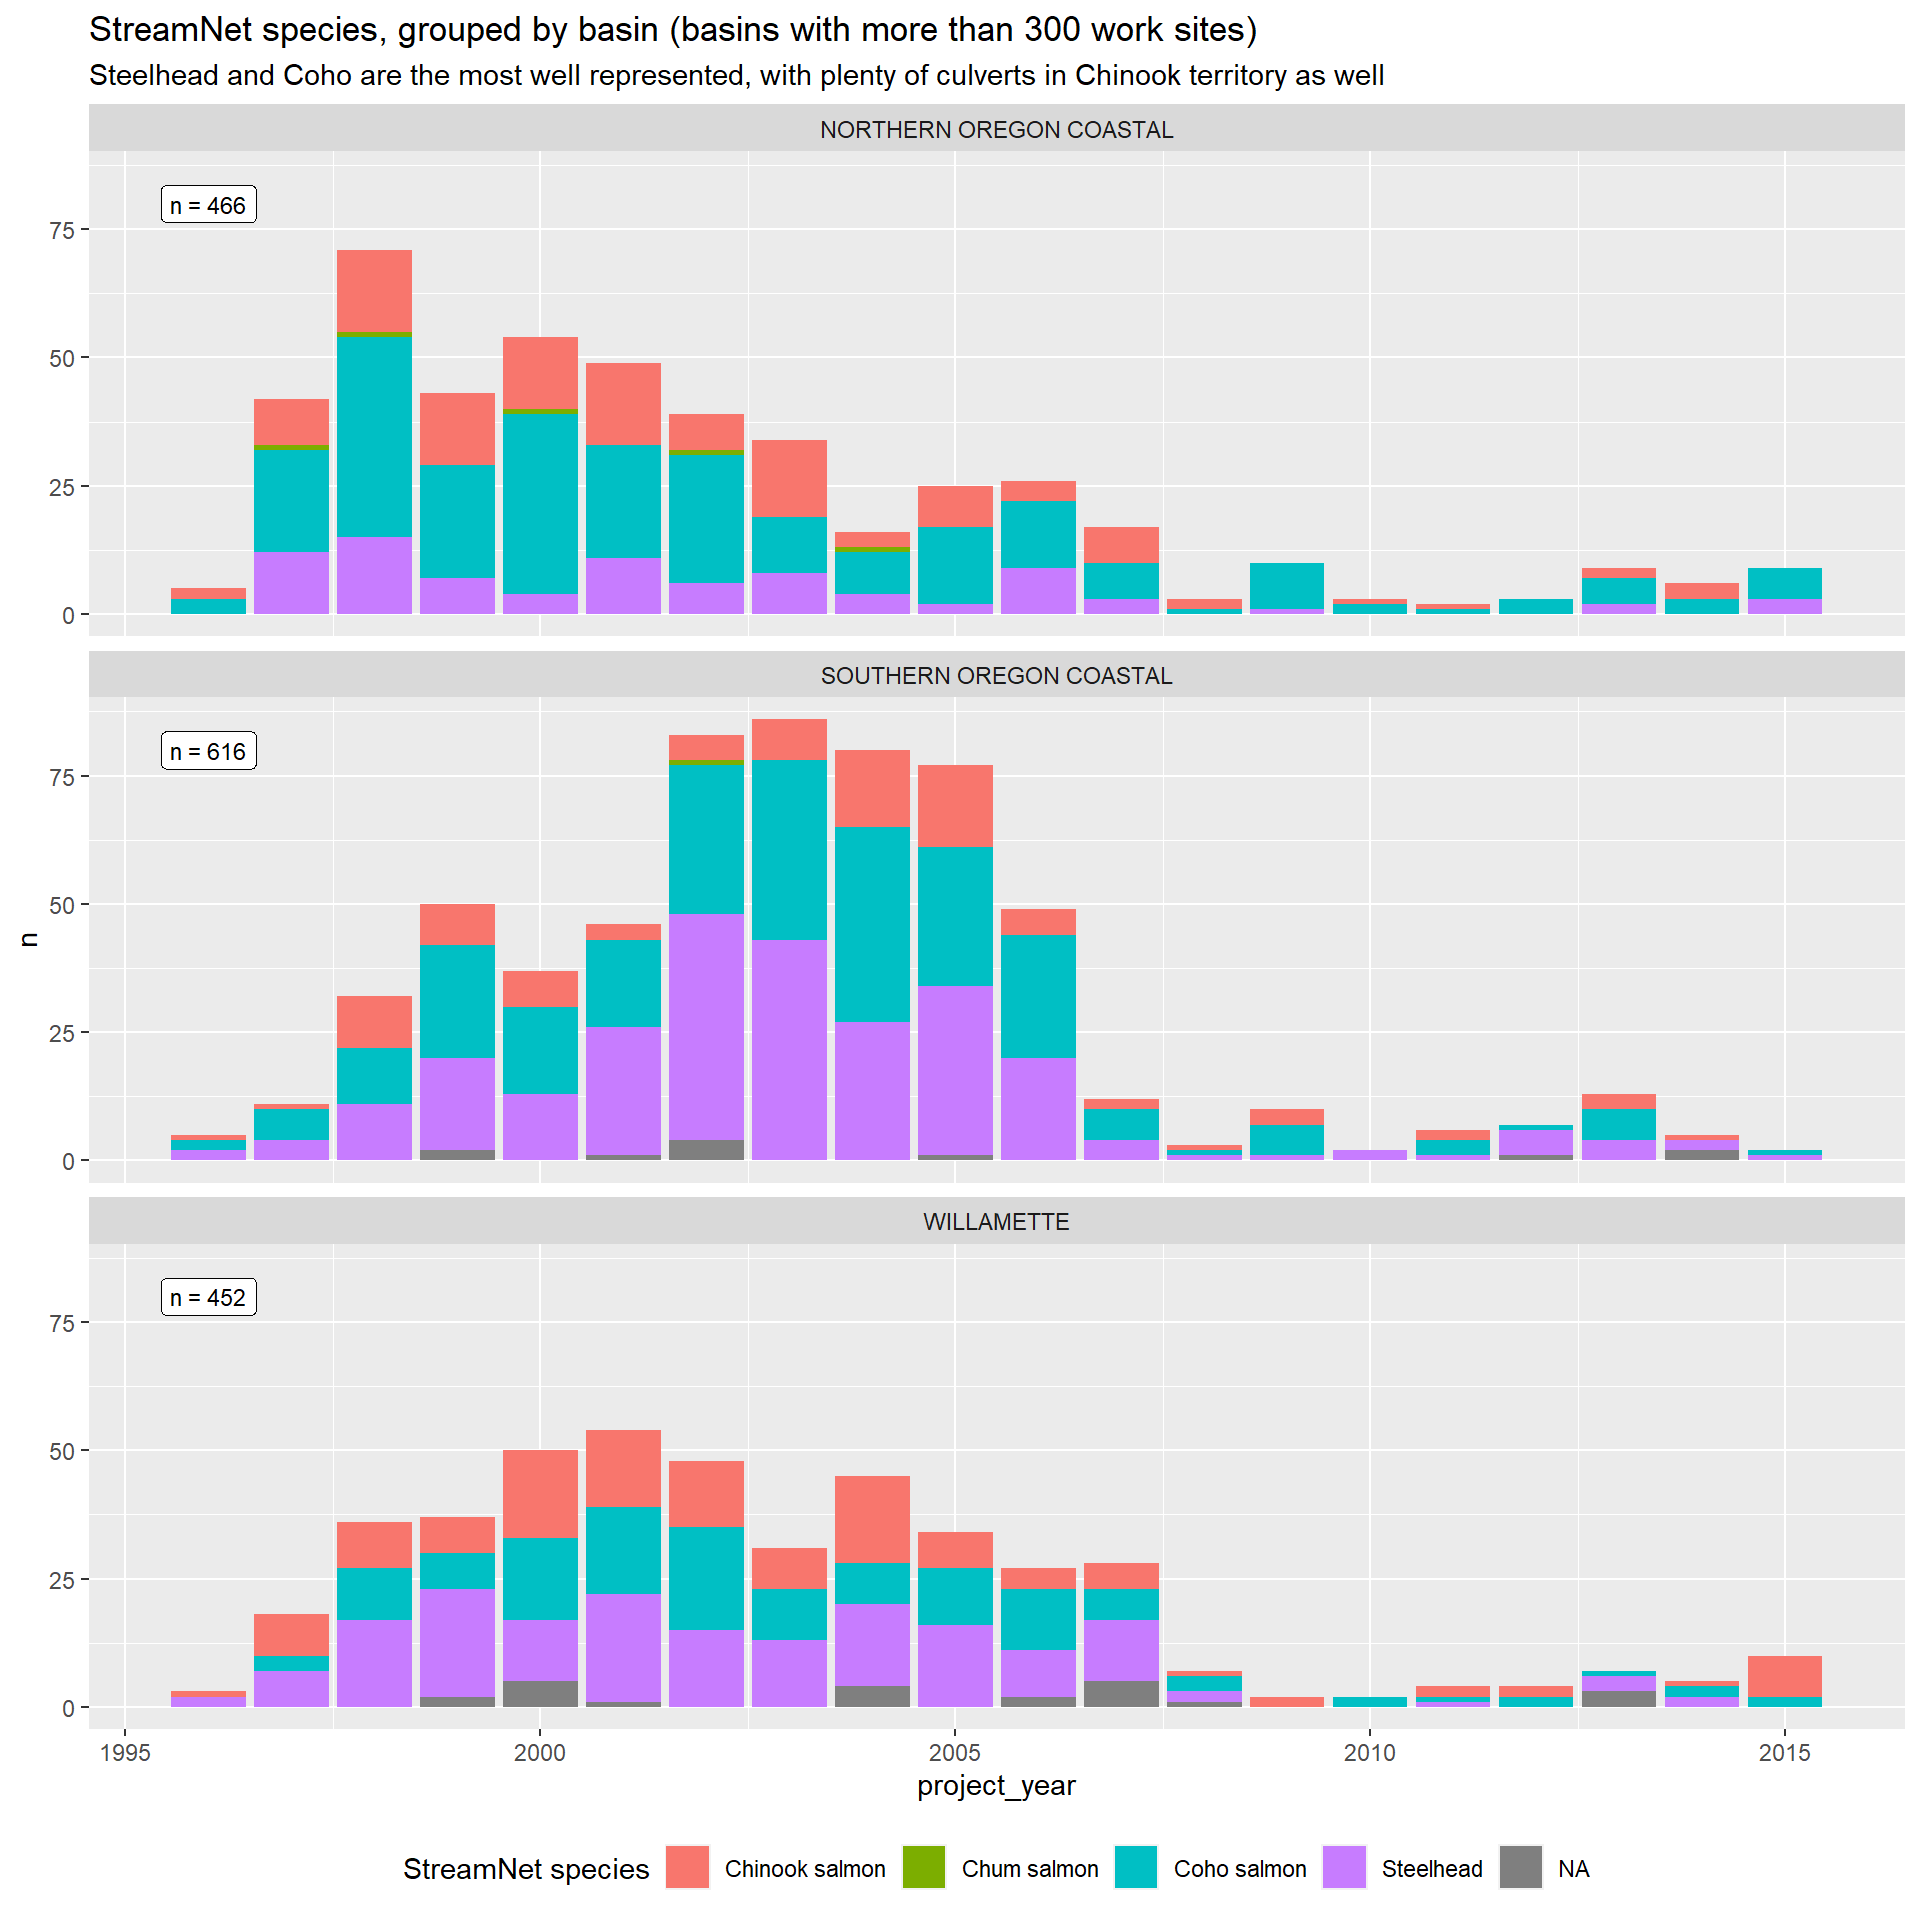 StreamNet species, grouped by basin (basins with more than 300 work sites)
Steelhead and Coho are the most well represented, with plenty of culverts in Chinook territory as well
NORTHERN OREGON COASTAL
n = 466
75
50
25
0
SOUTHERN OREGON COASTAL
n = 616
75
50
25
0
n
WILLAMETTE
n = 452
75
50
25
0
1995 2000 2005 2010 2015
project_year
StreamNet species Chinook salmon Chum salmon Coho salmon Steelhead NA